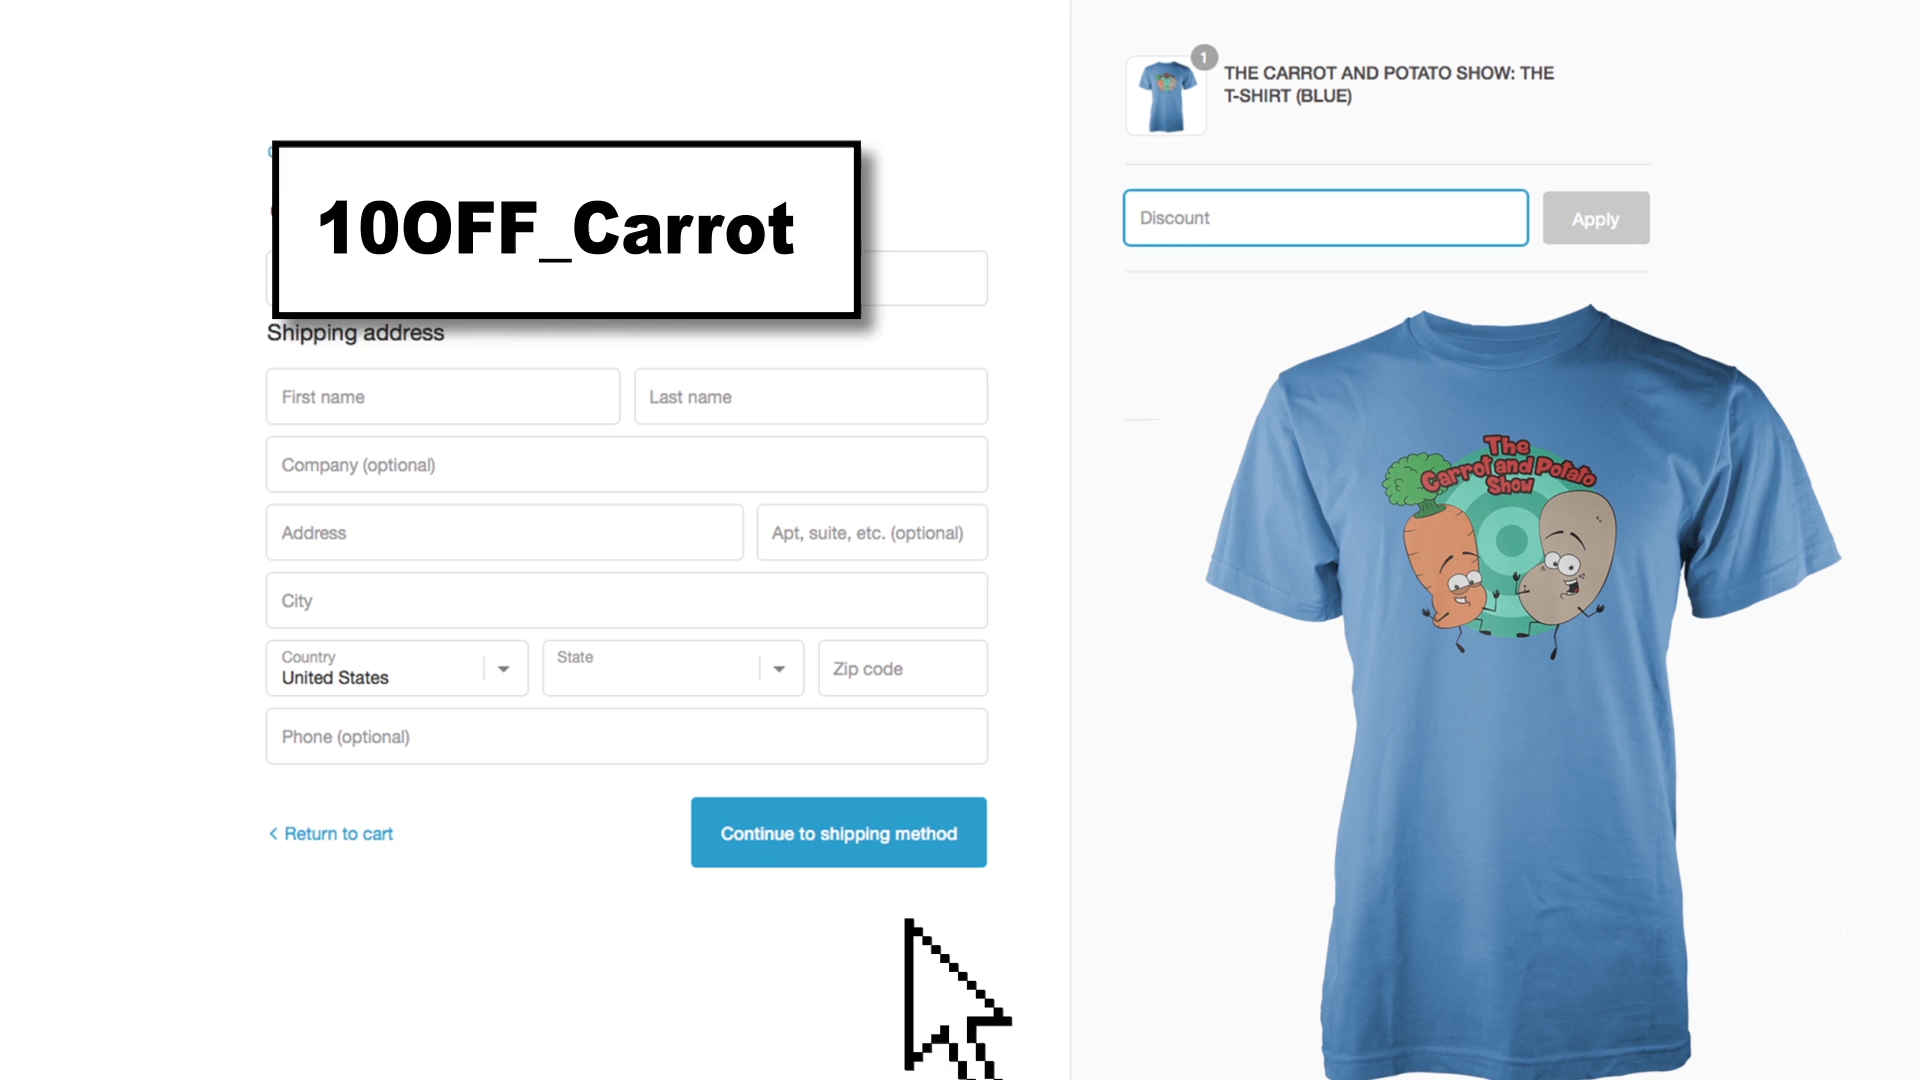 10OFF_Carrot
Shipping address
First name
Last name
Company (optional)
Address
Apt, suite, etc. (optional)
City
Country
United States
State
Zip code
Phone (optional)
Return to cart
Continue to shipping method
1
THE CARROT AND POTATO SHOW: THE
T-SHIRT (BLUE)
Discount
Apply
The
Carrot and Potato
Show